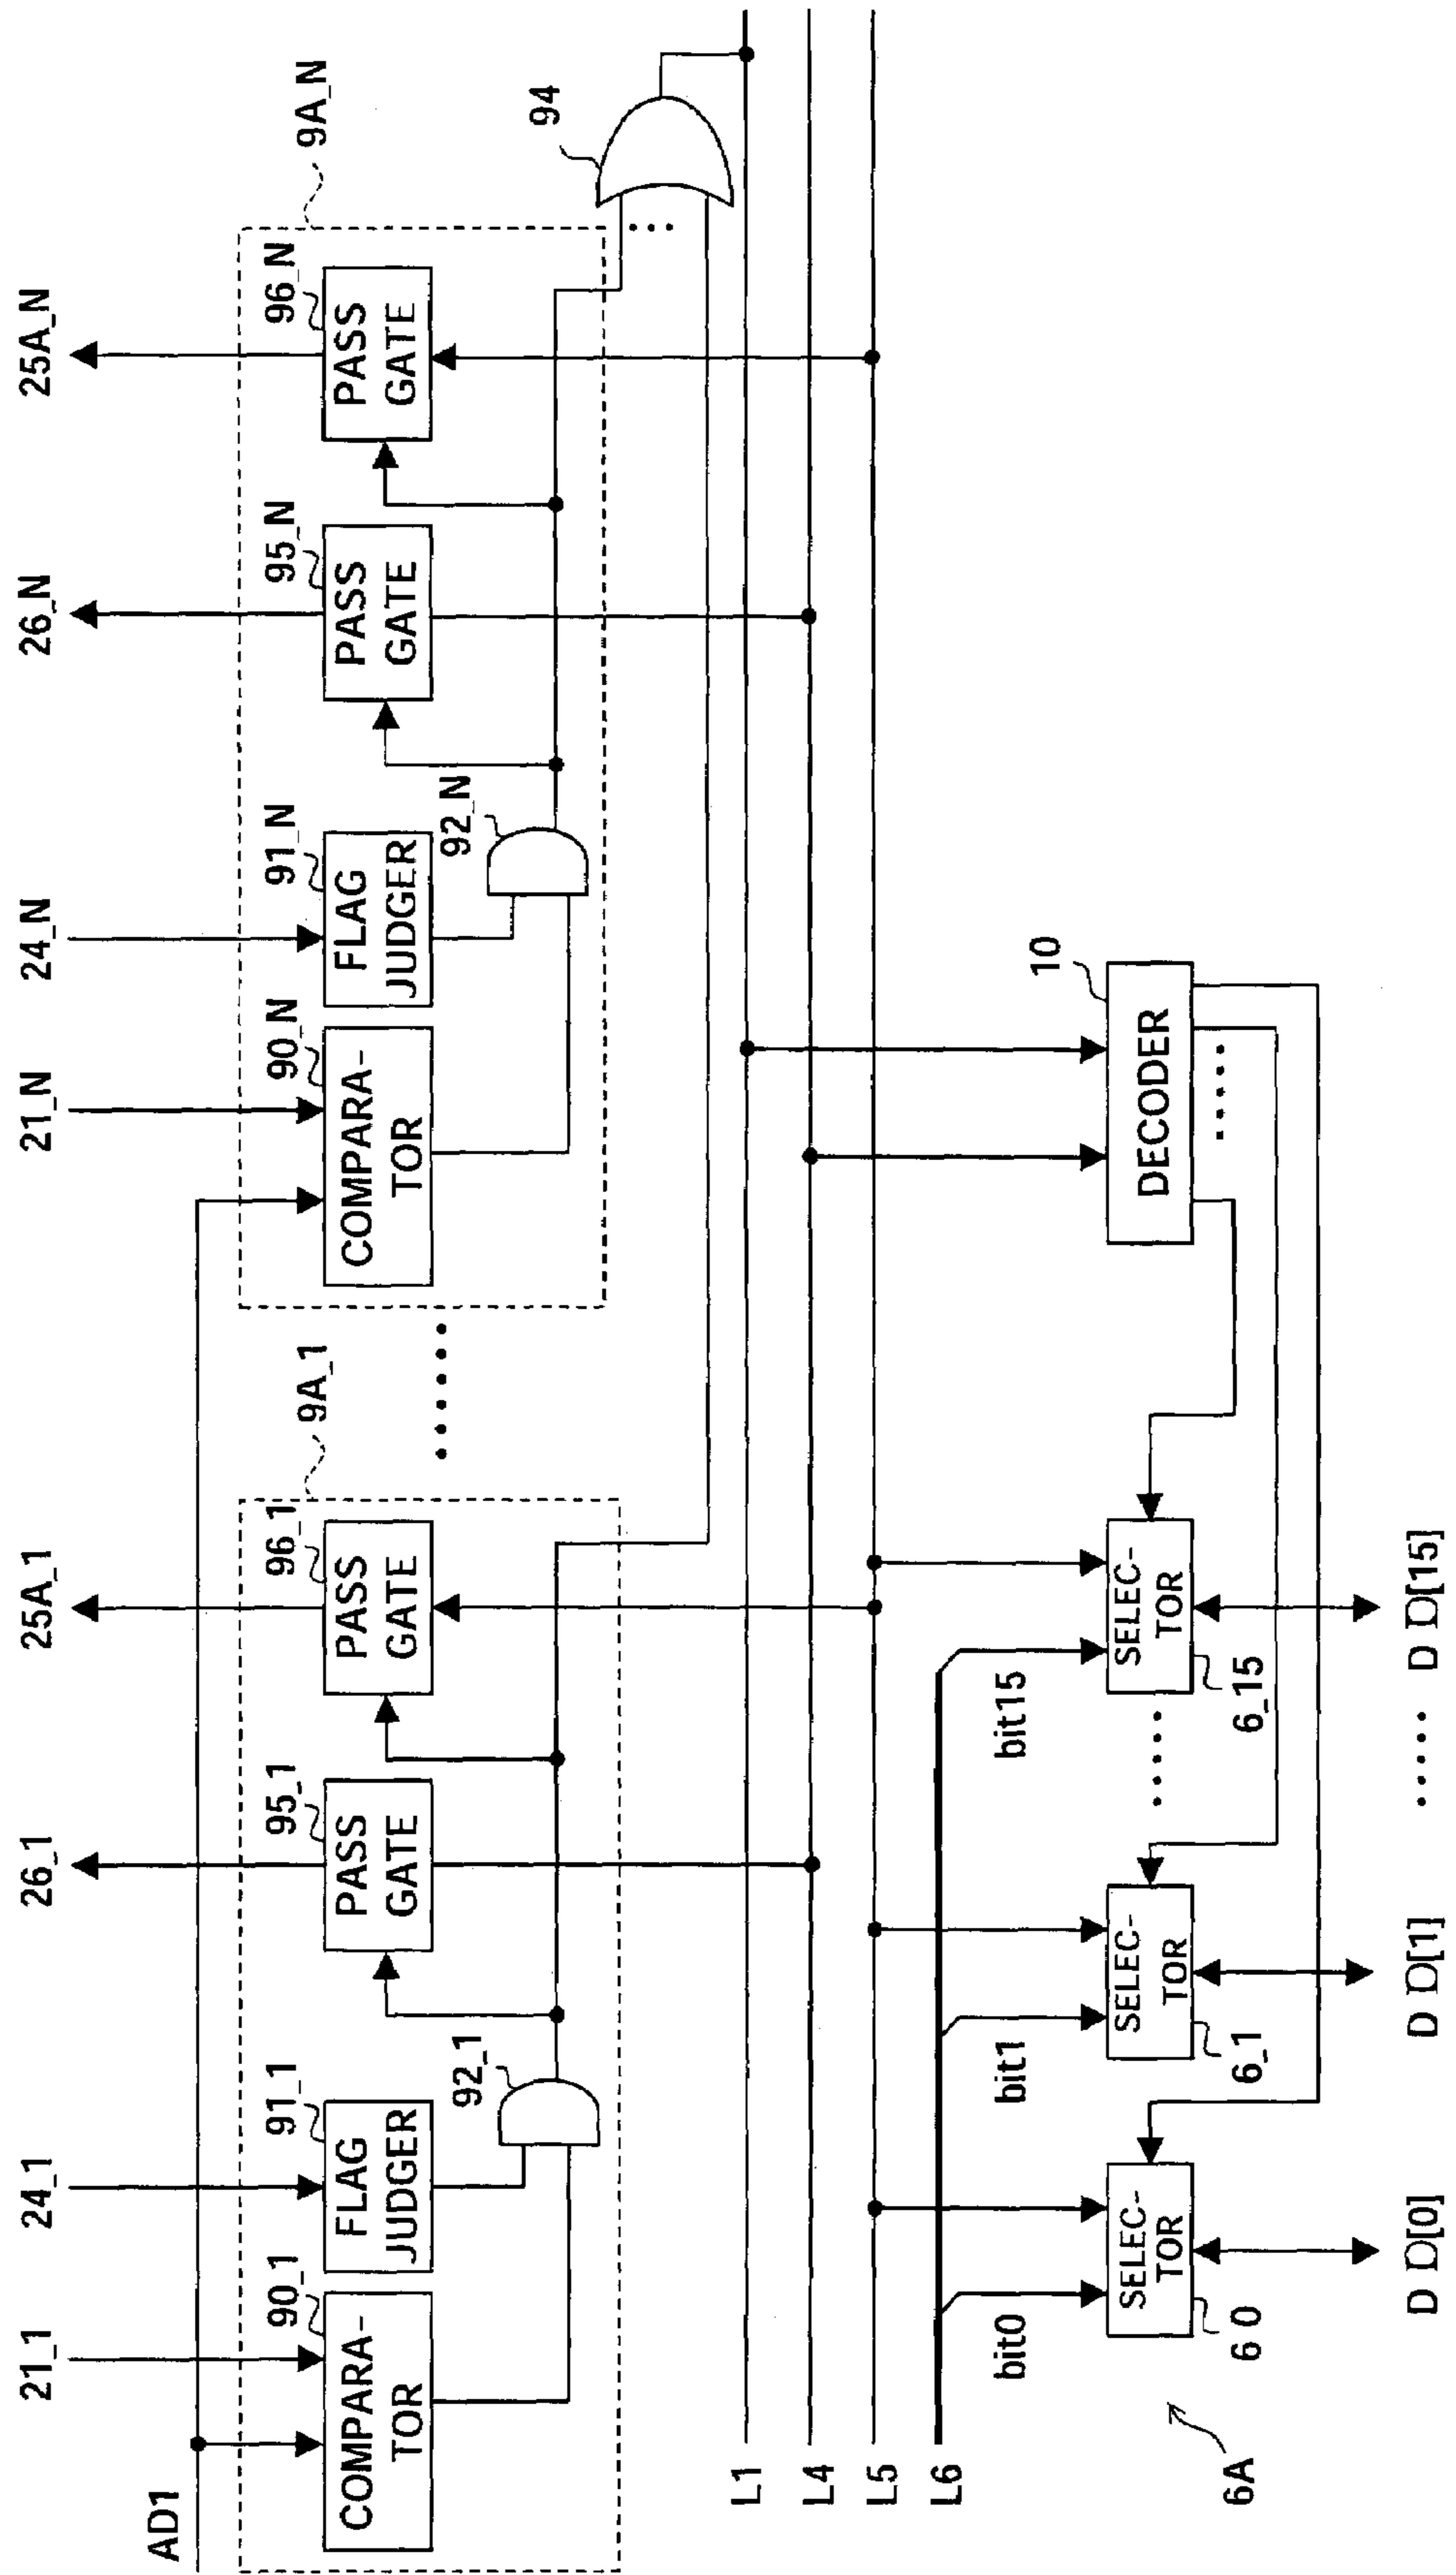 21_1
24_1
26_1
25A_1
21_N
24_N
26_N
25A_N
AD1
9A_1
9A_N
90_1
91_1
95_1
96_1
90_N
91_N
95_N
96_N
COMPARA-
TOR
FLAG
JUDGER
PASS
GATE
PASS
GATE
COMPARA-
TOR
FLAG
JUDGER
PASS
GATE
PASS
GATE
92_1
92_N
94
L1
L4
L5
L6
bit0
bit1
bit15
10
SELEC-
TOR
SELEC-
TOR
SELEC-
TOR
DECODER
6A
6 0
6_1
6_15
D D[0]
D D[1]
D D[15]